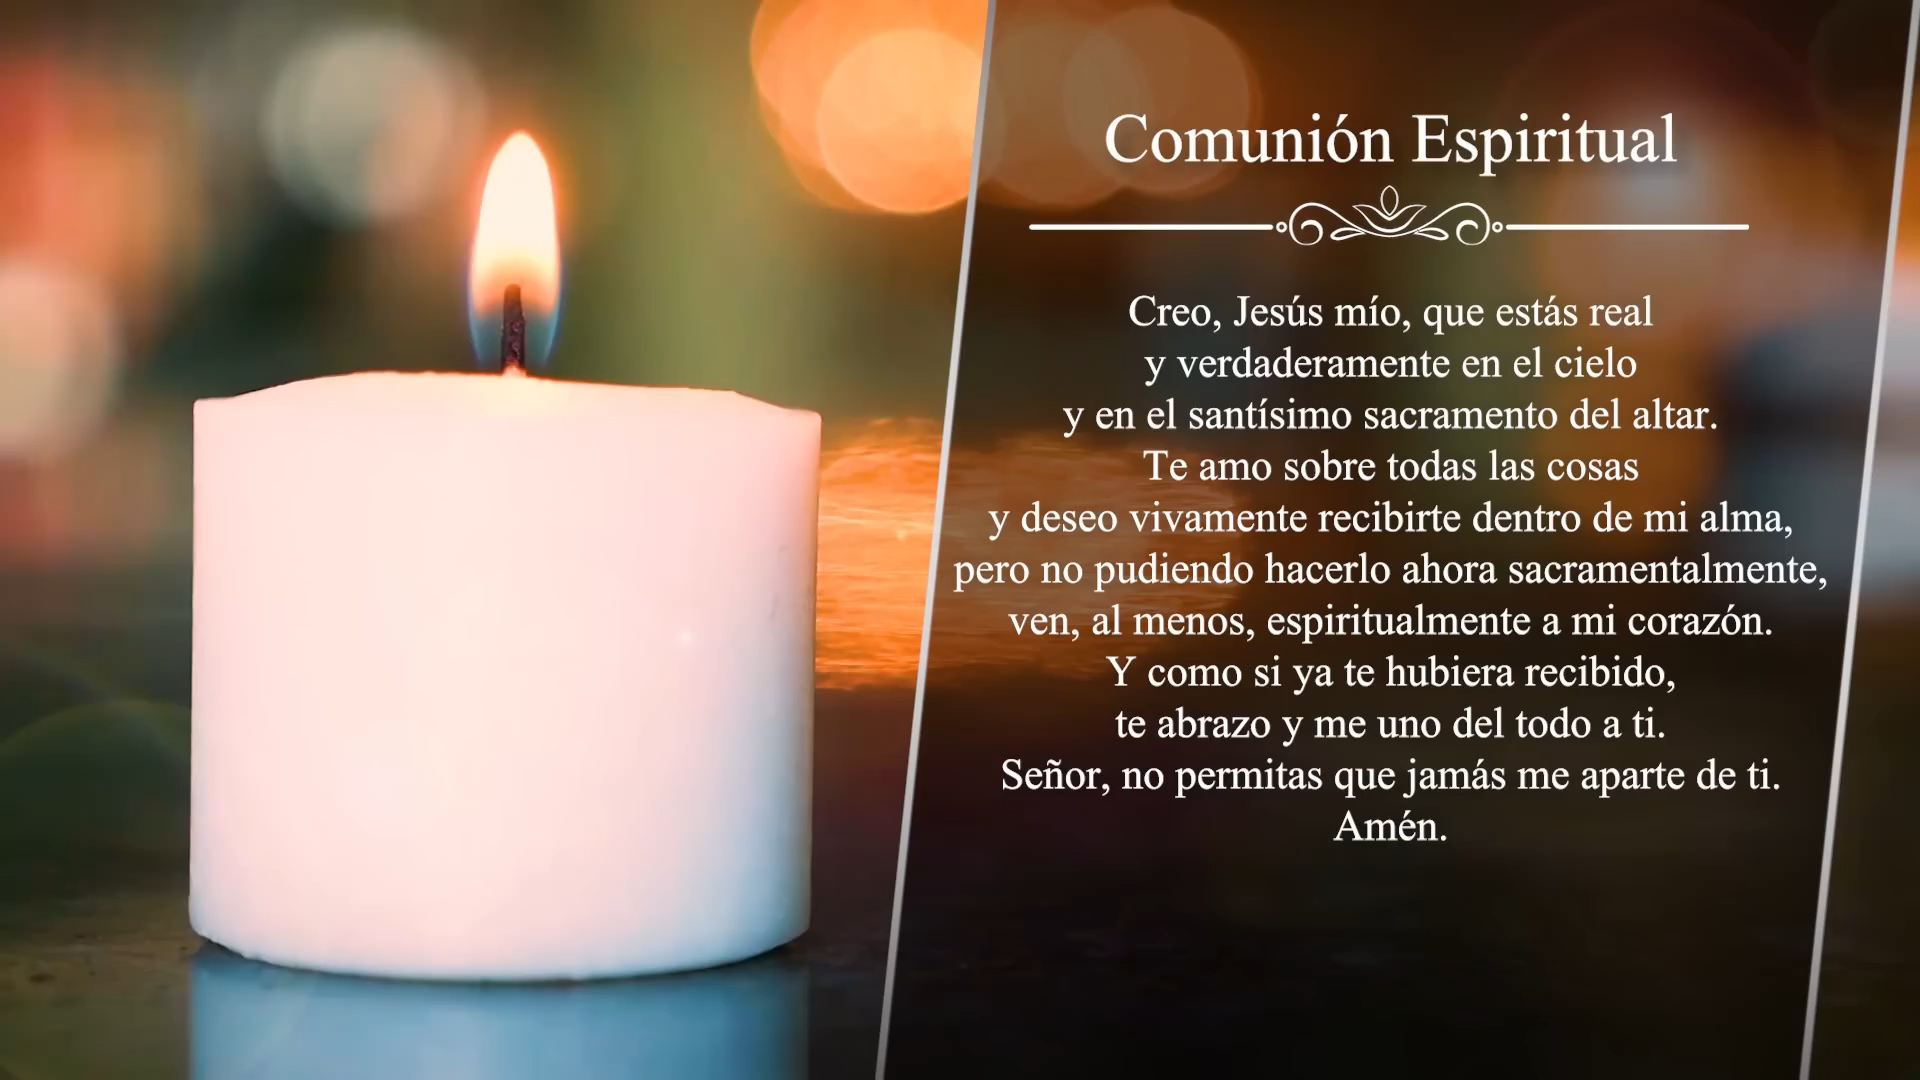 Comunión Espiritual
Creo, Jesús mío, que estás real
y verdaderamente en el cielo
y en el santísimo sacramento del altar.
Te amo sobre todas las cosas
y deseo vivamente recibirte dentro de mi alma,
pero no pudiendo hacerlo ahora sacramentalmente,
ven, al menos, espiritualmente a mi corazón.
Y como si ya te hubiera recibido,
te abrazo y me uno del todo a ti.
Señor, no permitas que jamás me aparte de ti.
Amén.